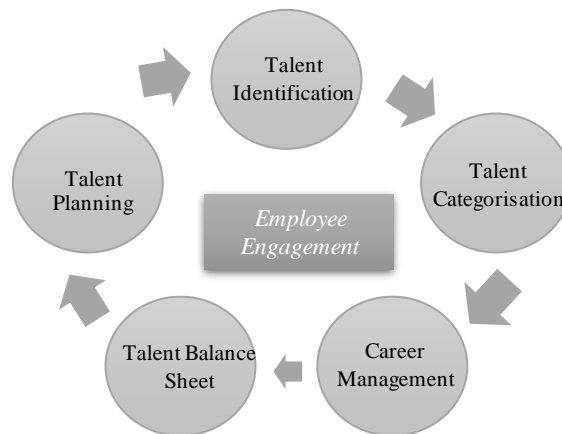 Talent
Identification
Talent
Categorisation
Career
Management
Talent Balance
Sheet
Talent
Planning
Employee
Engagement